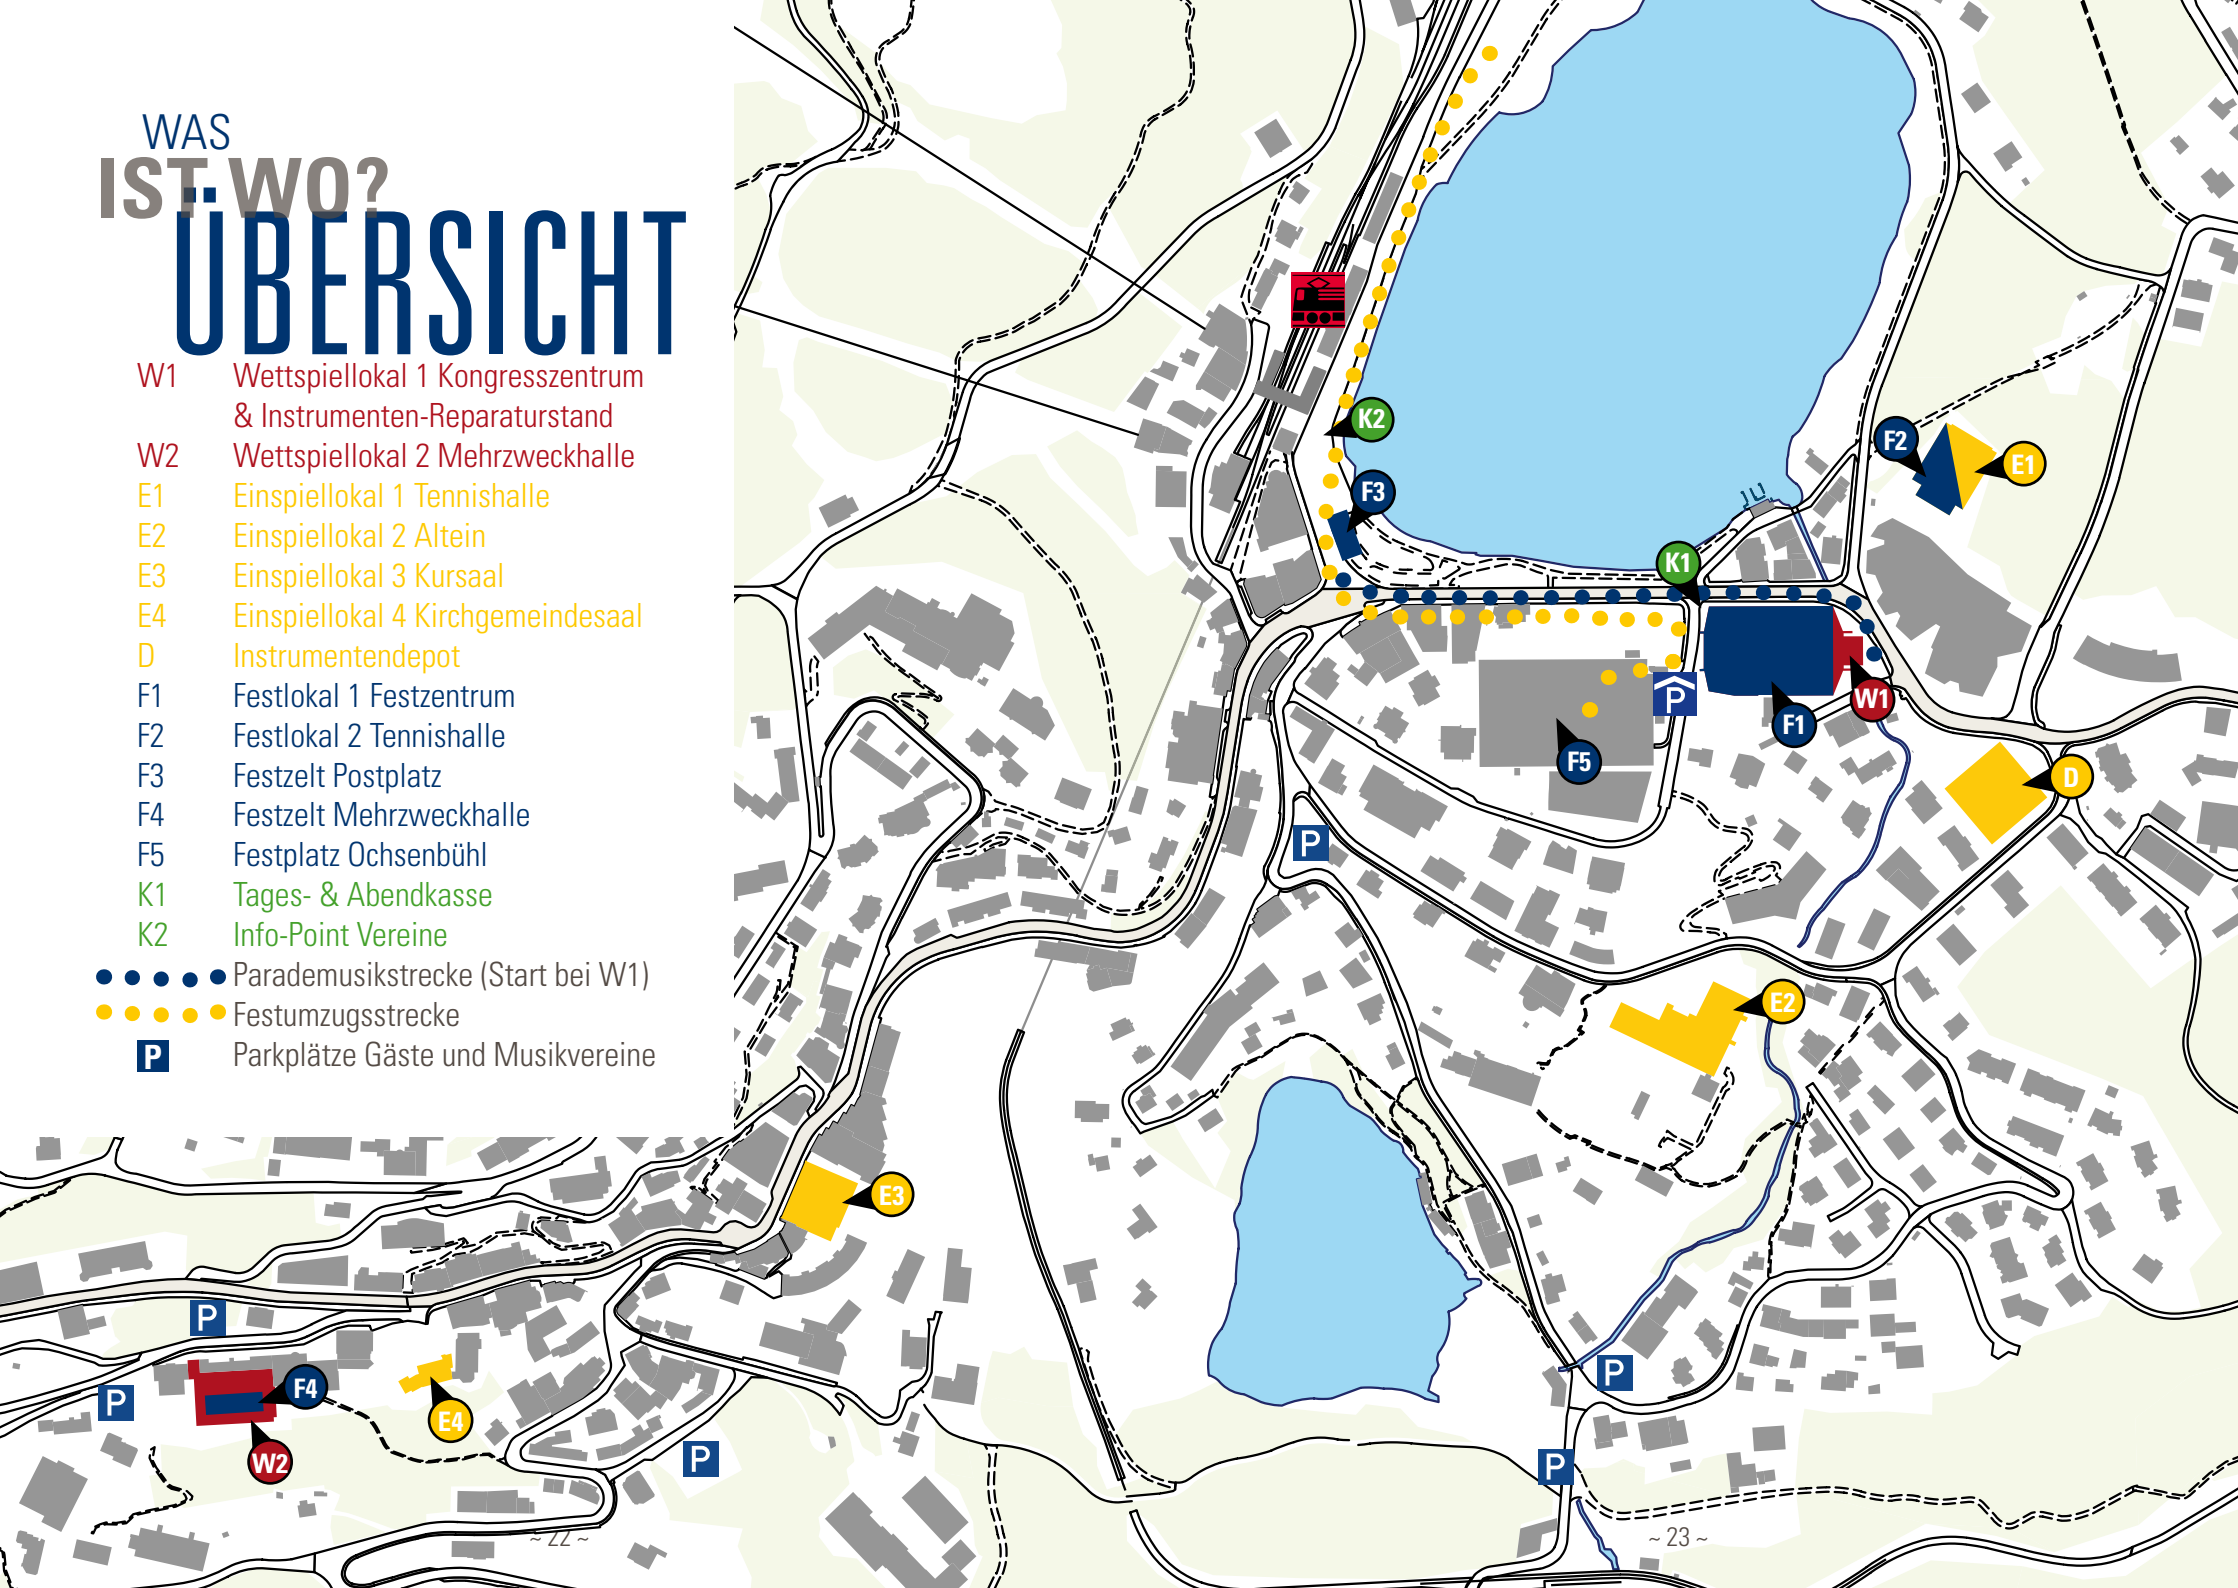 WAS
IST WO?
ÜBERSICHT
W1 Wettspiellokal 1 Kongresszentrum
& Instrumenten-Reparaturstand
W2 Wettspiellokal 2 Mehrzweckhalle
E1 Einspiellokal 1 Tennishalle
E2 Einspiellokal 2 Altein
E3 Einspiellokal 3 Kursaal
E4 Einspiellokal 4 Kirchgemeindesaal
D Instrumentendepot
F1 Festlokal 1 Festzentrum
F2 Festlokal 2 Tennishalle
F3 Festzelt Postplatz
F4 Festzelt Mehrzweckhalle
F5 Festplatz Ochsenbühl
K1 Tages- & Abendkasse
K2 Info-Point Vereine
Parademusikstrecke (Start bei W1)
Festumzugsstrecke
P Parkplätze Gäste und Musikvereine
K2
F2
E1
F3
K1
W1
P
F1
F5
D
P
E2
E3
P
P
F4
E4
W2
P
P
P
~ 22 ~
~ 23 ~